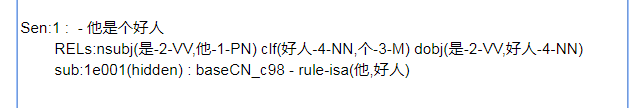 Sen:1 : - 他是个好人
RELs:nsubj(是-2-VV,他-1-PN) clf(好人-4-NN,个-3-M) dobj(是-2-VV,好人-4-NN)
sub:1e001(hidden) : baseCN_c98 - rule-isa(他,好人)